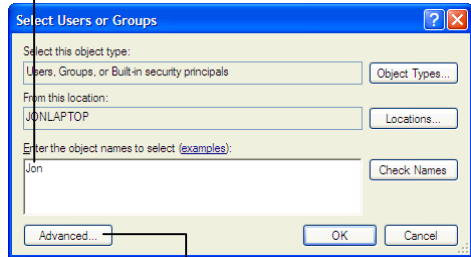 Select Users or Groups
Select this object type:
Users, Groups, or Built-in security principals
Object Types...
From this location:
JONLAPTOP
Locations...
Enter the object names to select (examples):
Jon
Check Names
Advanced...
OK
Cancel